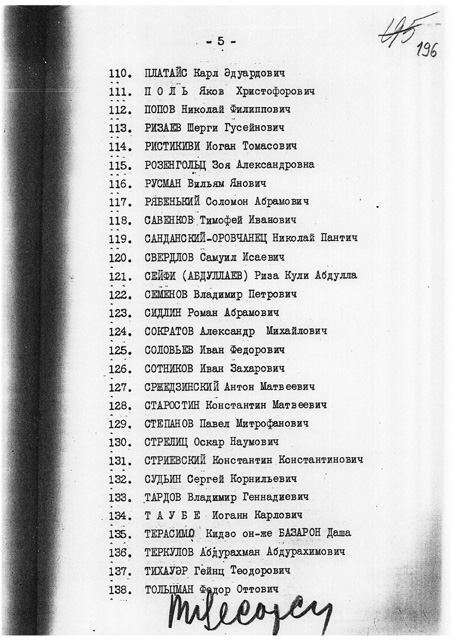 - 5 -
195
196
110. ПЛАТАЙС Карл Эдуардович
111. П О Л Ь Яков Христофорович
112. ПОПОВ Николай Филиппович
113. РИЗАЕВ Шерги Гусейнович
114. РИСТИКИВИ Иоган Томасович
115. РОЗЕНГОЛЬЦ Зоя Александровна
116. РУСМАН Вильям Янович
117. РЯБЕНЬКИЙ Соломон Абрамович
118. САВЕНКОВ Тимофей Иванович
119. САНДАНСКИЙ-ОРОВЧАНЕЦ Николай Пантич
120. СВЕРДЛОВ Самуил Исаевич
121. СЕЙФИ (АБДУЛЛАЕВ) Риза Кули Абдулла
122. СЕМЕНОВ Владимир Петрович
123. СИДЛИН Роман Абрамович
124. СОКРАТОВ Александр Михайлович
125. СОЛОВЬЕВ Иван Федорович
126. СОТНИКОВ Иван Захарович
127. СРЖЕДЗИНСКИЙ Антон Матвеевич
128. СТАРОСТИН Константин Матвеевич
129. СТЕПАНОВ Павел Митрофанович
130. СТРЕЛИЦ Оскар Наумович
131. СТРИЕВСКИЙ Константин Константинович
132. СУДЬИН Сергей Корнильевич
133. ТАРДОВ Владимир Геннадиевич
134. Т А У Б Е Иоганн Карлович
135. ТЕРАСИМО Кидзо он-же БАЗАРОН Даша
136. ТЕРКУЛОВ Абдурахман Абдурахимович
137. ТИХАУЭР Гейнц Теодорович
138. ТОЛЬЦМАН Федор Оттович